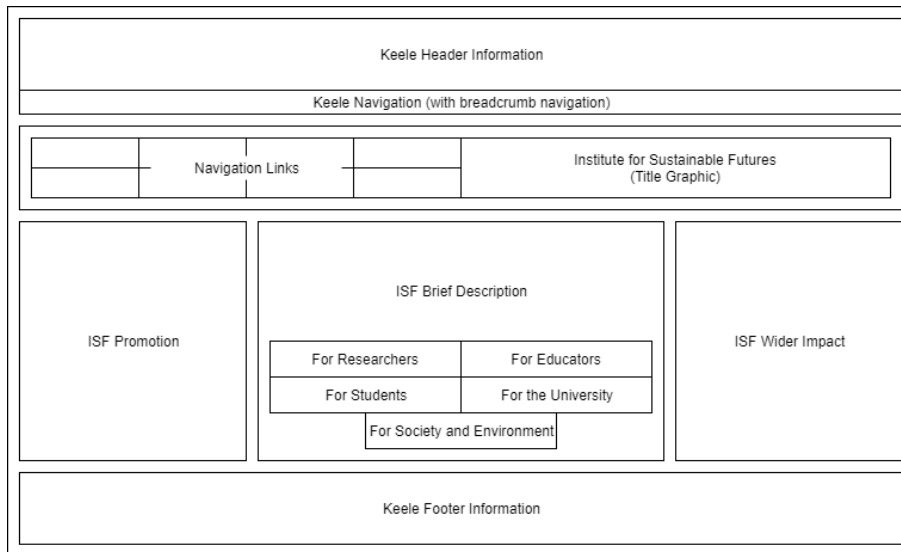 Keele Header Information
Keele Navigation (with breadcrumb navigation)
Navigation Links
Institute for Sustainable Futures
(Title Graphic)
ISF Promotion
ISF Brief Description
For Researchers
For Educators
For Students
For the University
For Society and Environment
ISF Wider Impact
Keele Footer Information